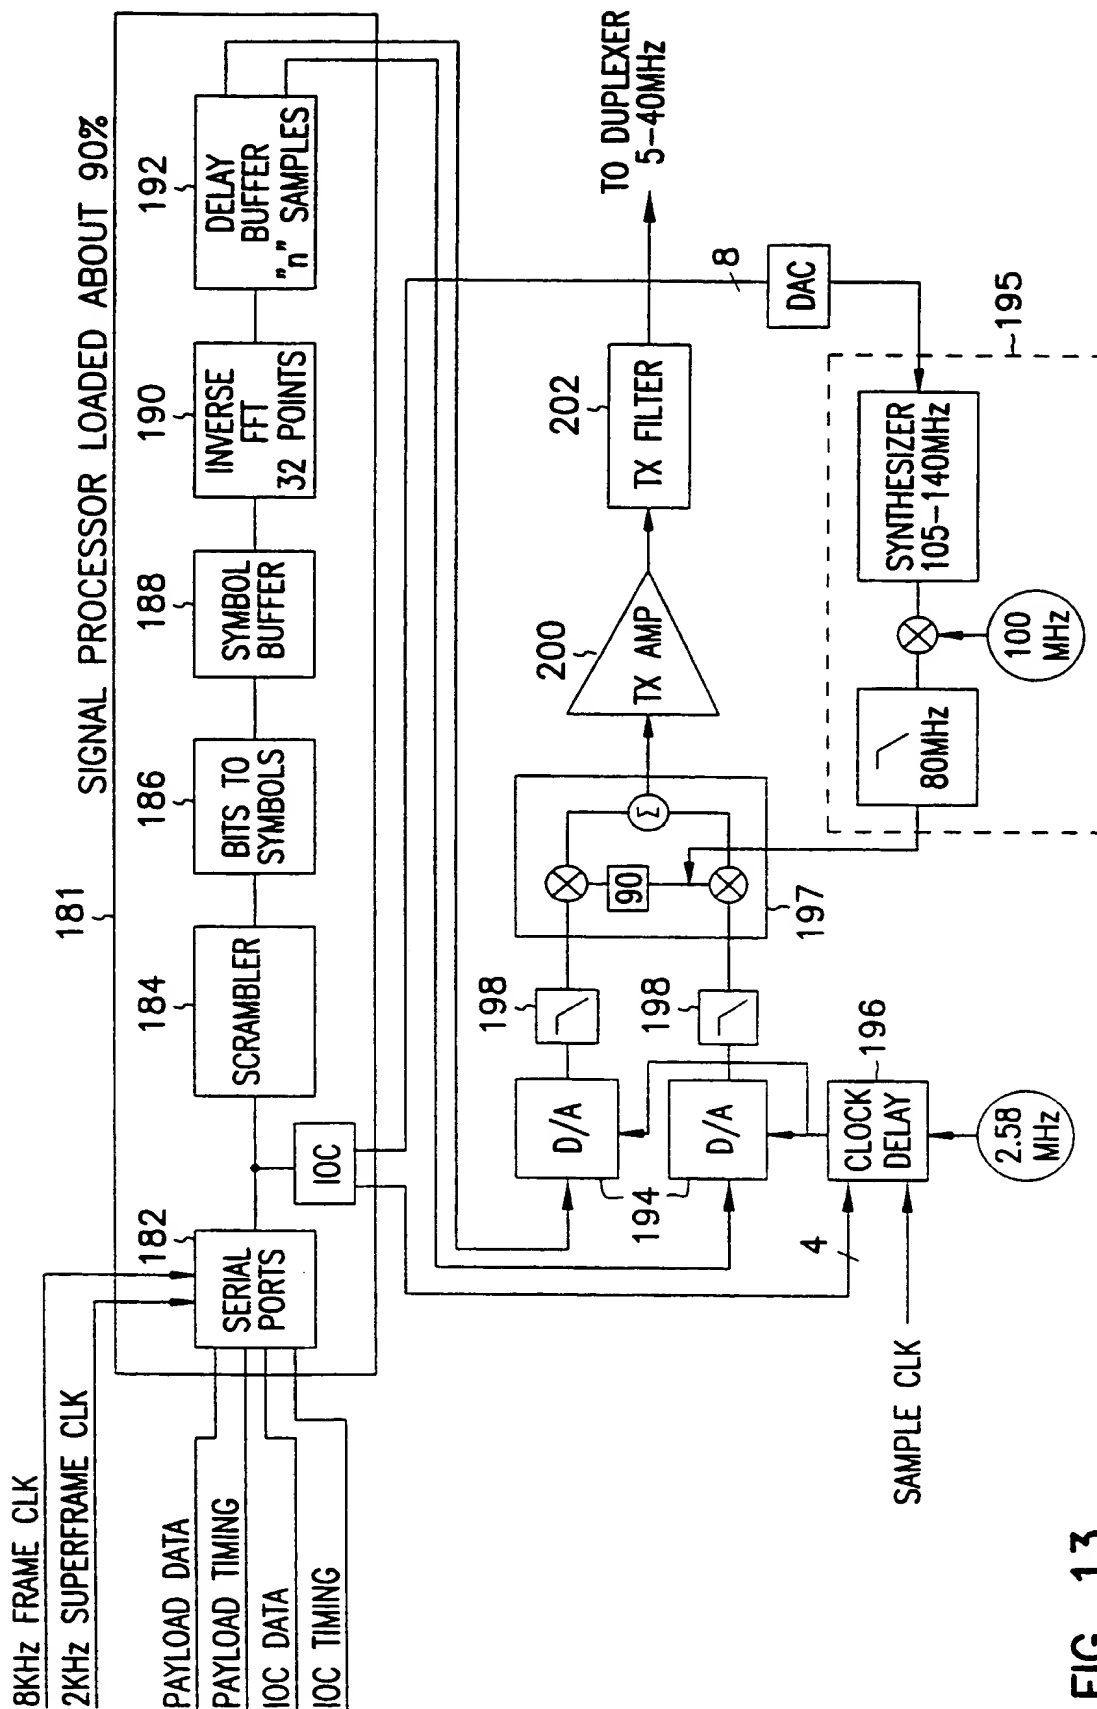 SIGNAL PROCESSOR LOADED ABOUT 90%
181
8KHz FRAME CLK
2KHz SUPERFRAME CLK
PAYLOAD DATA
PAYLOAD TIMING
IOC DATA
IOC TIMING
182
SERIAL
PORTS
IOC
184
SCRAMBLER
186
BITS TO
SYMBOLS
188
SYMBOL
BUFFER
190
INVERSE
FFT
32 POINTS
192
DELAY
BUFFER
"n" SAMPLES
D/A
D/A
194
198
198
90
Σ
197
200
TX AMP
202
TX FILTER
TO DUPLEXER
5-40MHz
4
SAMPLE CLK
CLOCK
DELAY
196
2.58
MHz
8
DAC
195
SYNTHESIZER
105-140MHz
100
MHz
80MHz
FIG. 13